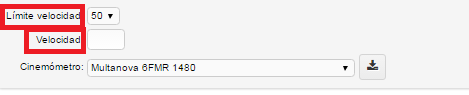 Límite velocidad: 50
Velocidad:
Cinemómetro: Multanova 6FMR 1480